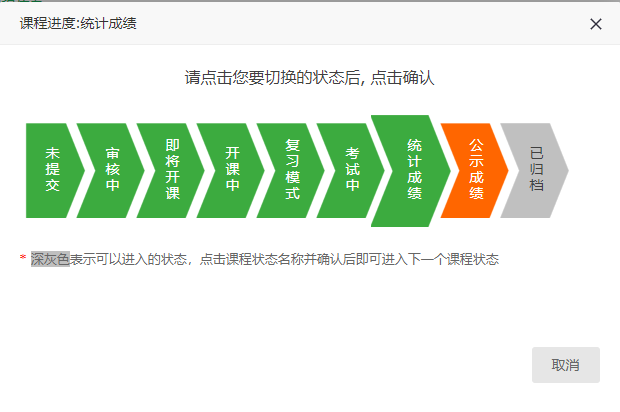 课程进度:统计成绩
请点击您要切换的状态后, 点击确认
未提交
审核中
即将开课
开课中
复习模式
考试中
统计成绩
公示成绩
已归档
* 深灰色表示可以进入的状态，点击课程状态名称并确认后即可进入下一个课程状态
取消